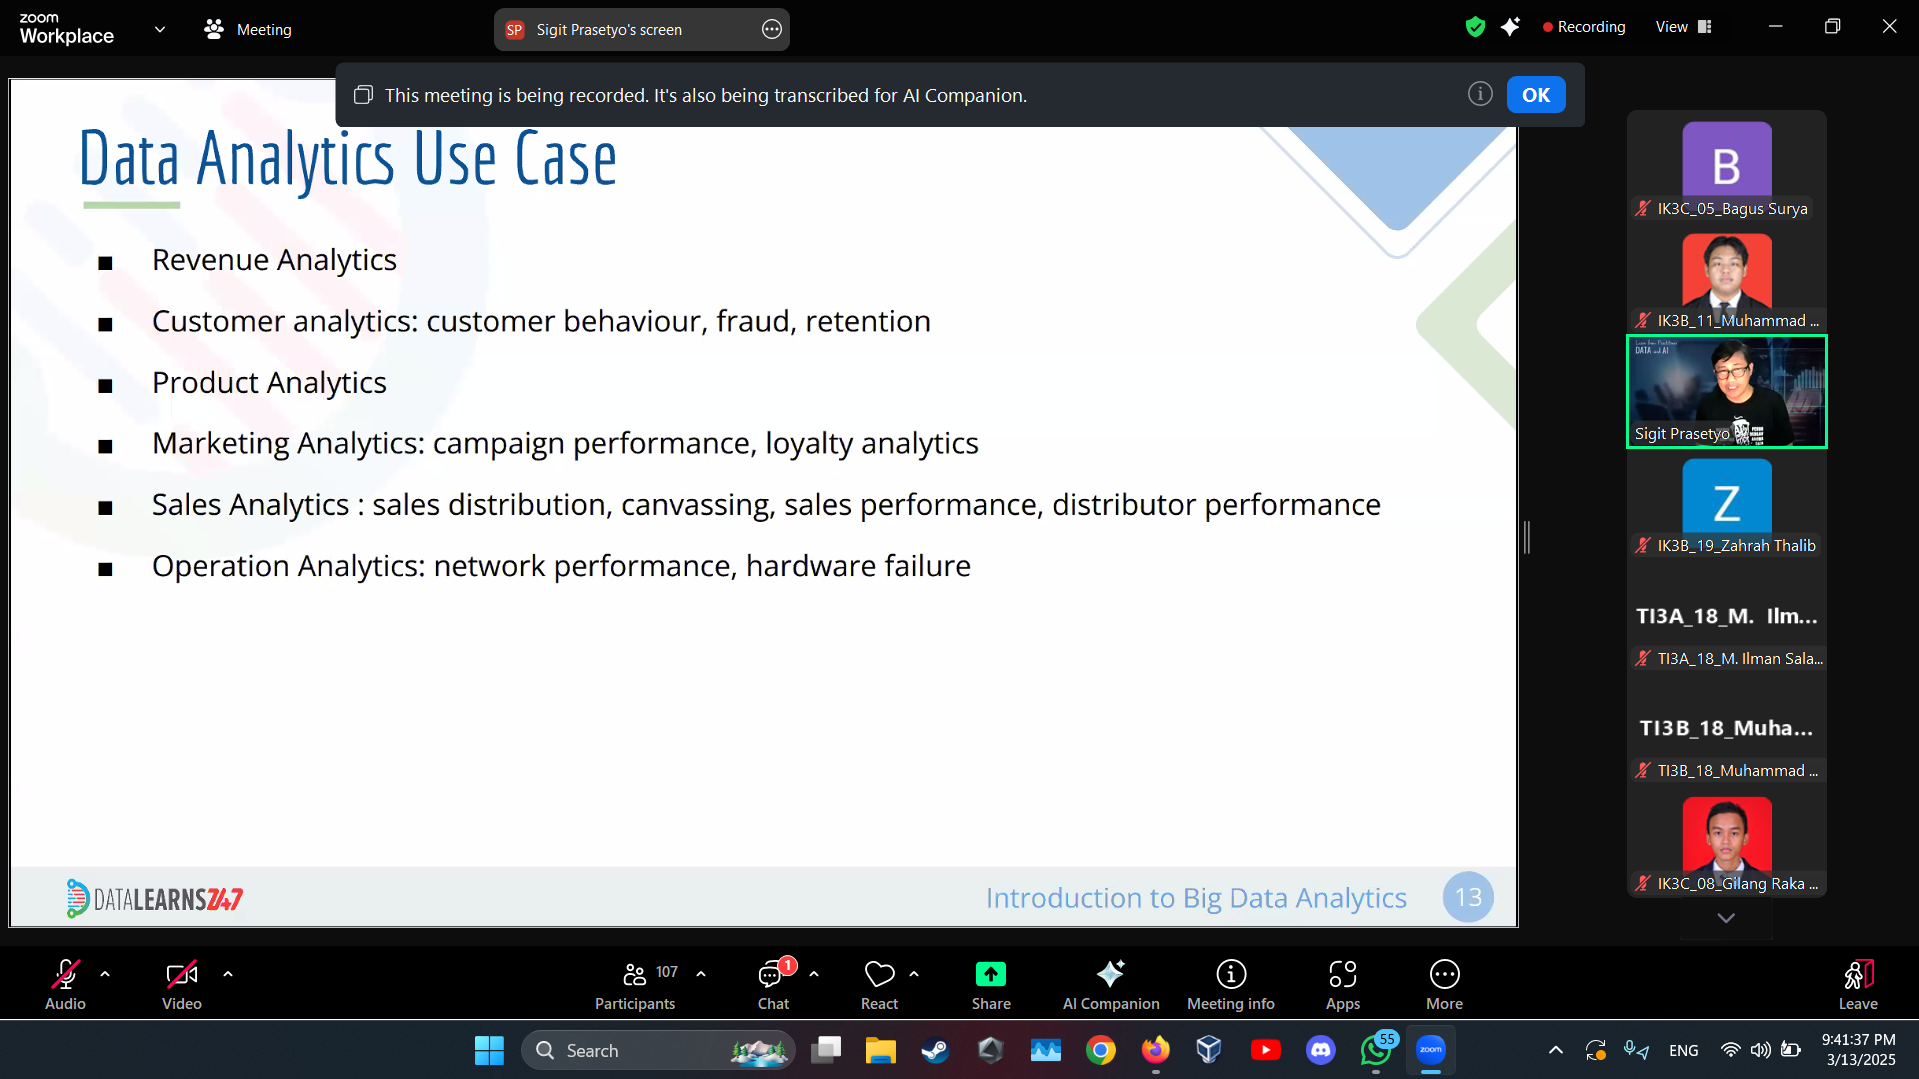 zoom
Workplace
Meeting
SP Sigit Prasetyo's screen
Recording
View
This meeting is being recorded. It's also being transcribed for AI Companion.
OK
Data Analytics Use Case
Revenue Analytics
Customer analytics: customer behaviour, fraud, retention
Product Analytics
Marketing Analytics: campaign performance, loyalty analytics
Sales Analytics : sales distribution, canvassing, sales performance, distributor performance
Operation Analytics: network performance, hardware failure
DATALEARNS247
Introduction to Big Data Analytics
13
B
IK3C_05_Bagus Surya
IK3B_11_Muhammad ...
DATA and AI
Sigit Prasetyo
Z
IK3B_19_Zahrah Thalib
TI3A_18_M. Ilm...
TI3A_18_M. Ilman Sala...
TI3B_18_Muha...
TI3B_18_Muhammad ...
IK3C_08_Gilang Raka ...
Audio
Video
107
Participants
1
Chat
React
Share
AI Companion
Meeting info
Apps
More
Leave
Search
55
zoom
ENG
9:41:37 PM
3/13/2025